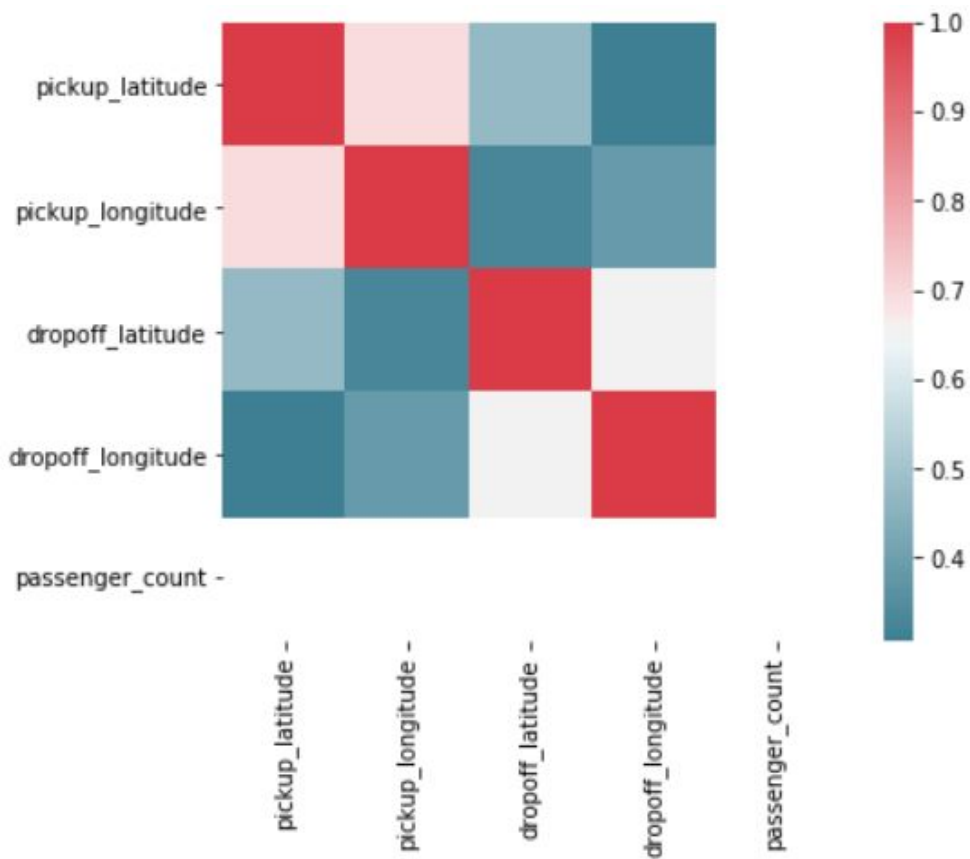 pickup_latitude
pickup_longitude
dropoff_latitude
dropoff_longitude
passenger_count
pickup_latitude
pickup_longitude
dropoff_latitude
dropoff_longitude
passenger_count
1.0
0.9
0.8
0.7
0.6
0.5
0.4